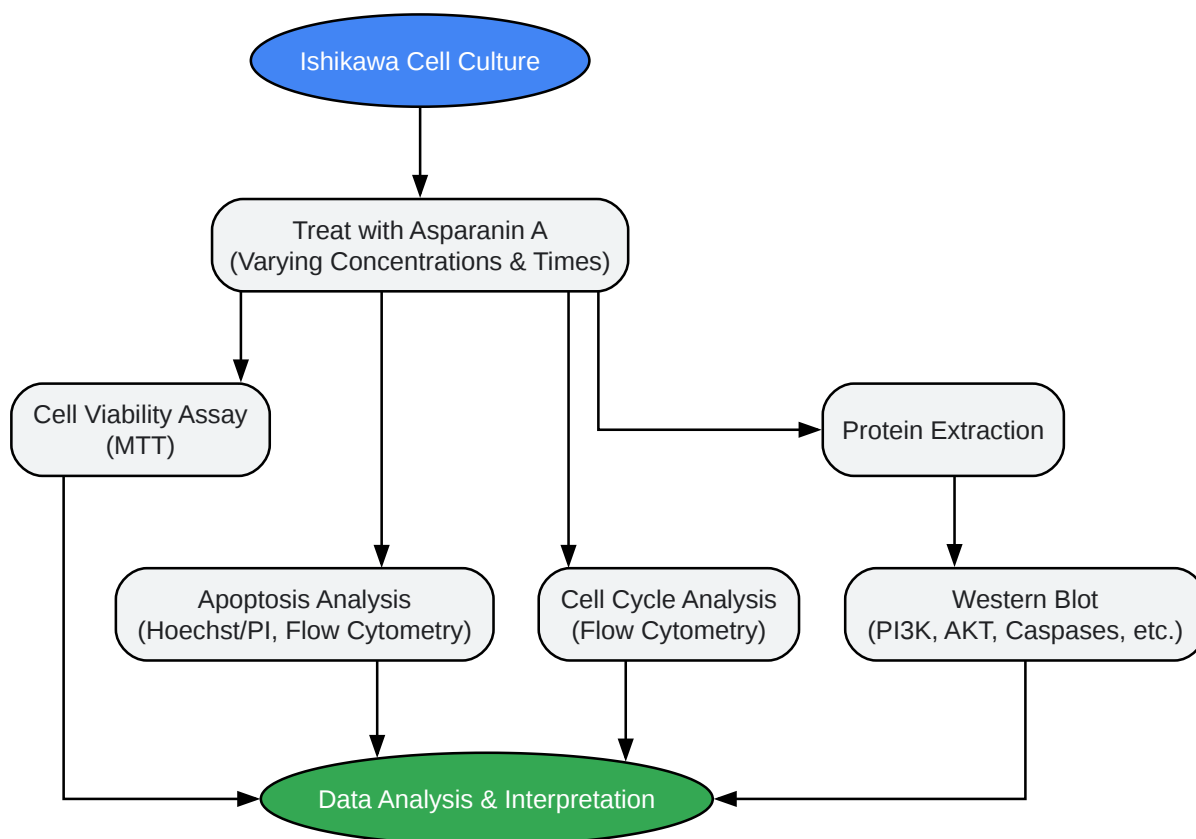 Ishikawa Cell Culture
Treat with Asparanin A
(Varying Concentrations & Times)
Cell Viability Assay
(MTT)
Protein Extraction
Apoptosis Analysis
(Hoechst/PI, Flow Cytometry)
Cell Cycle Analysis
(Flow Cytometry)
Western Blot
(PI3K, AKT, Caspases, etc.)
Data Analysis & Interpretation